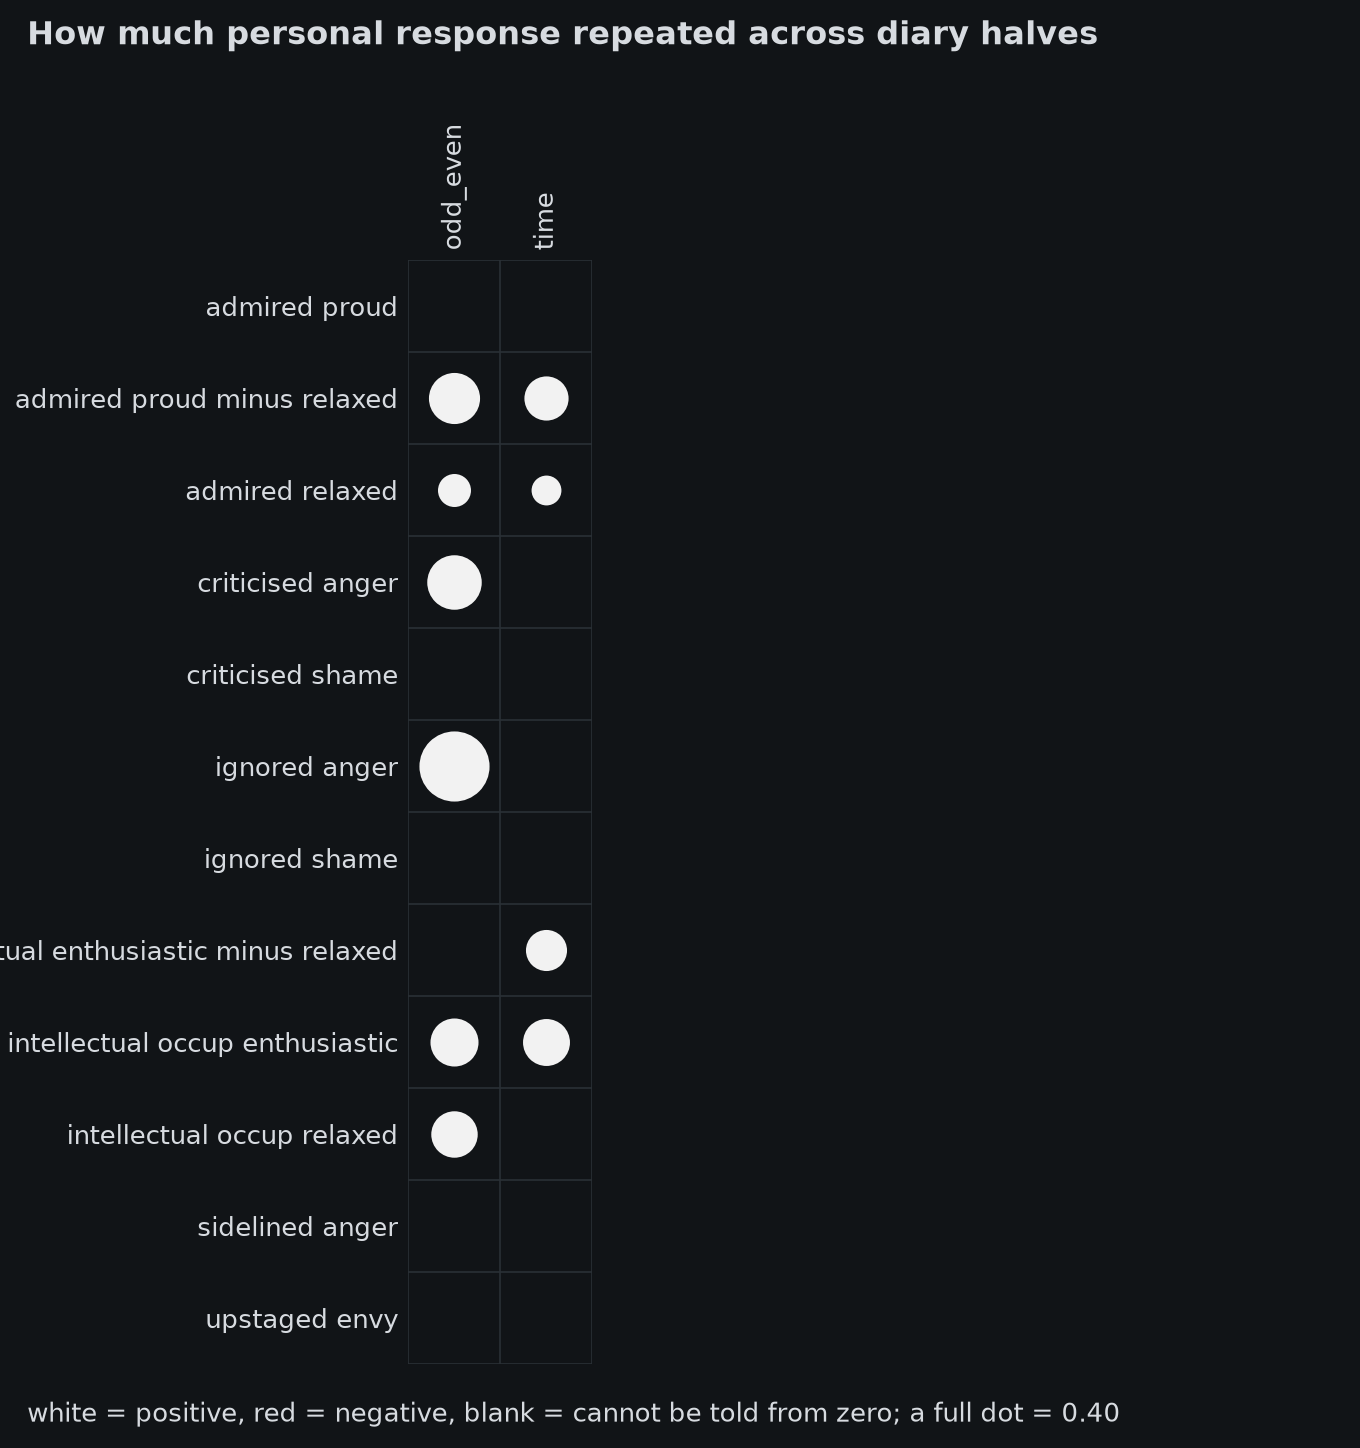 How much personal response repeated across diary halves
odd_even
time
admired proud
admired proud minus relaxed
admired relaxed
criticised anger
criticised shame
ignored anger
ignored shame
enthusiastic minus relaxed
intellectual occup enthusiastic
intellectual occup relaxed
sidelined anger
upstaged envy
white = positive, red = negative, blank = cannot be told from zero; a full dot = 0.40